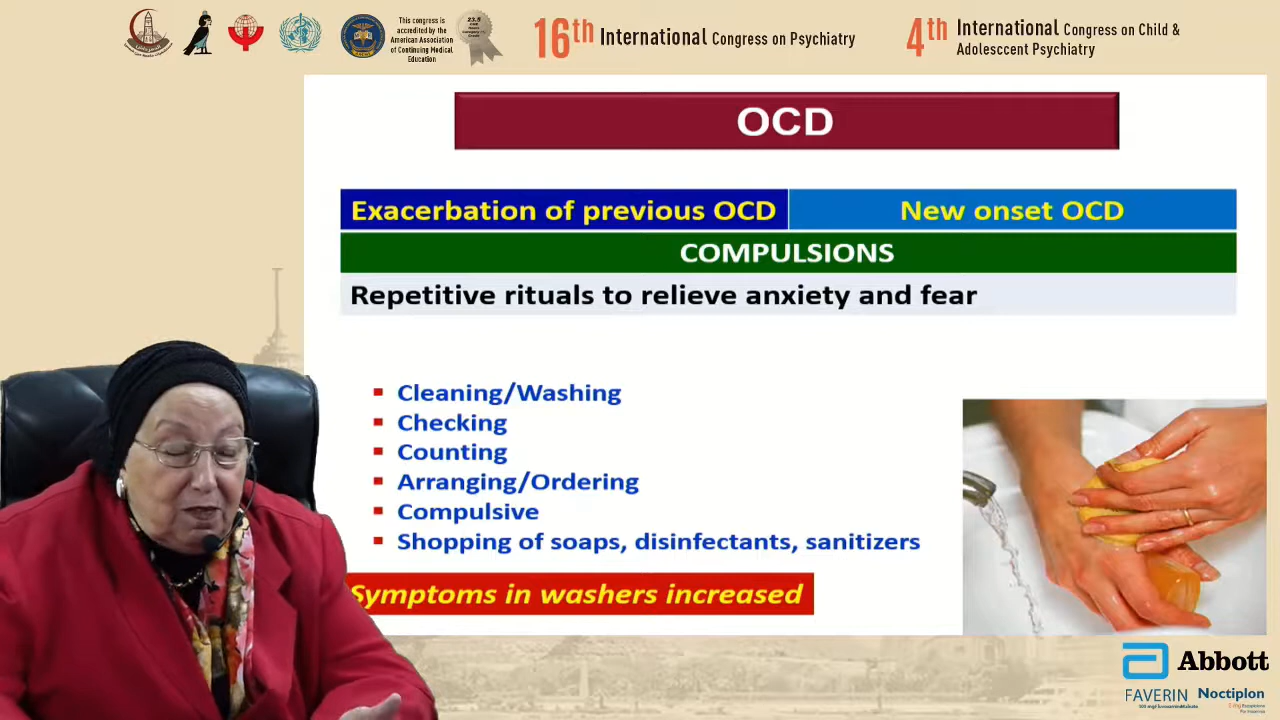 This congress is
accredited by the
American Association
of Continuing Medical
Education
16th International Congress on Psychiatry
4th International Congress on Child &
Adolesccent Psychiatry
OCD
Exacerbation of previous OCD
New onset OCD
COMPULSIONS
Repetitive rituals to relieve anxiety and fear
Cleaning/Washing
Checking
Counting
Arranging/Ordering
Compulsive
Shopping of soaps, disinfectants, sanitizers
Symptoms in washers increased
Abbott
FAVERIN
Noctiplon